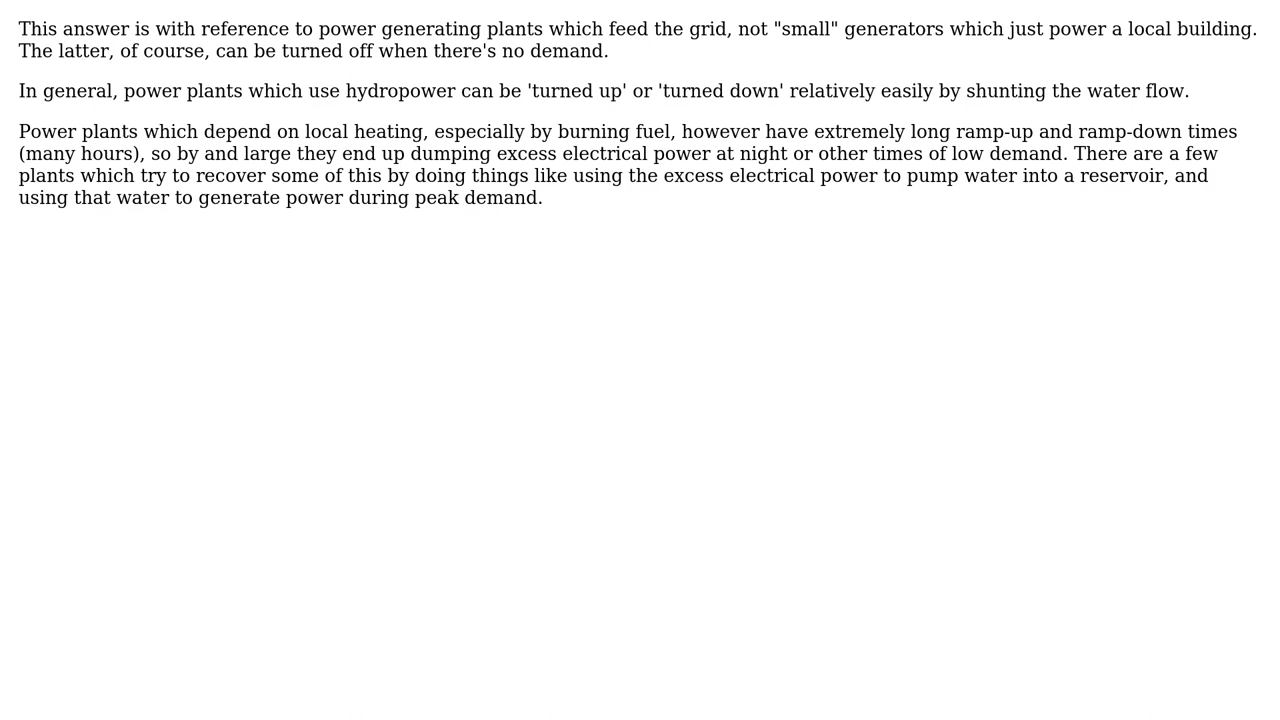 This answer is with reference to power generating plants which feed the grid, not "small" generators which just power a local building.
The latter, of course, can be turned off when there's no demand.
In general, power plants which use hydropower can be 'turned up' or 'turned down' relatively easily by shunting the water flow.
Power plants which depend on local heating, especially by burning fuel, however have extremely long ramp-up and ramp-down times
(many hours), so by and large they end up dumping excess electrical power at night or other times of low demand. There are a few
plants which try to recover some of this by doing things like using the excess electrical power to pump water into a reservoir, and
using that water to generate power during peak demand.